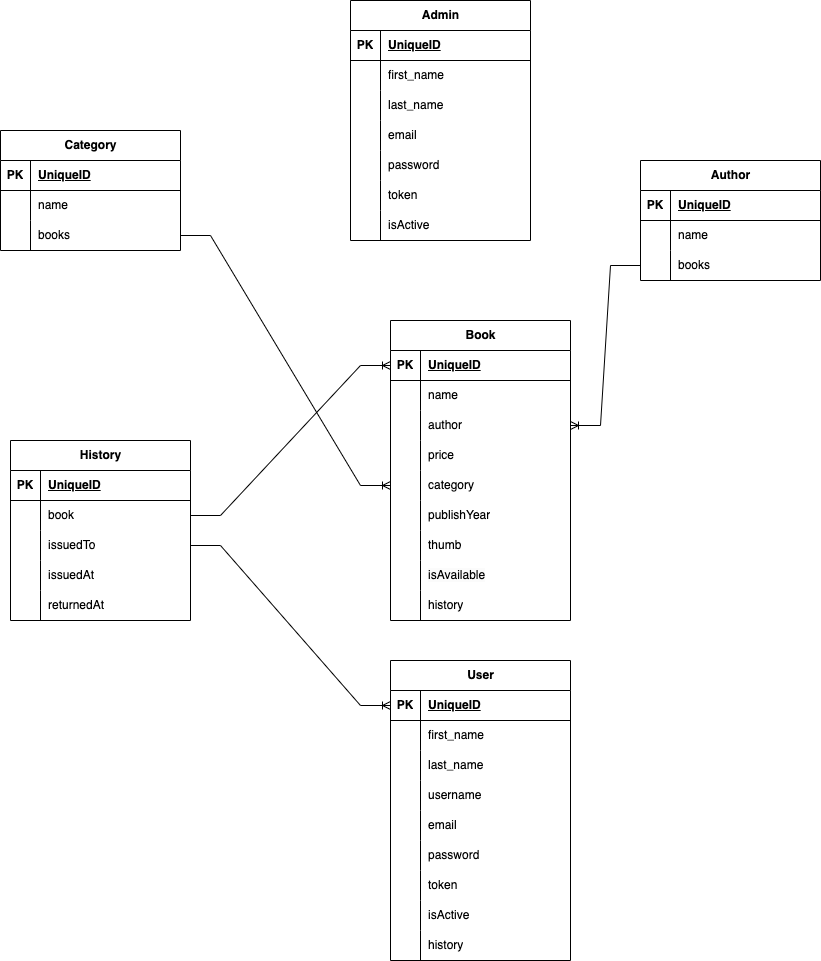 Admin
PK UniqueID
first_name
last_name
email
password
token
isActive
Category
PK UniqueID
name
books
Author
PK UniqueID
name
books
Book
PK UniqueID
name
author
price
category
publishYear
thumb
isAvailable
history
History
PK UniqueID
book
issuedTo
issuedAt
returnedAt
User
PK UniqueID
first_name
last_name
username
email
password
token
isActive
history